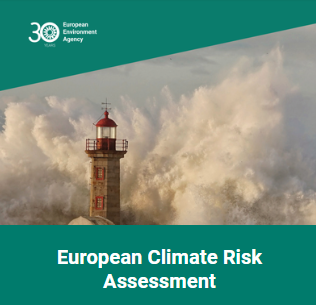 30
YEARS
European
Environment
Agency
European Climate Risk
Assessment